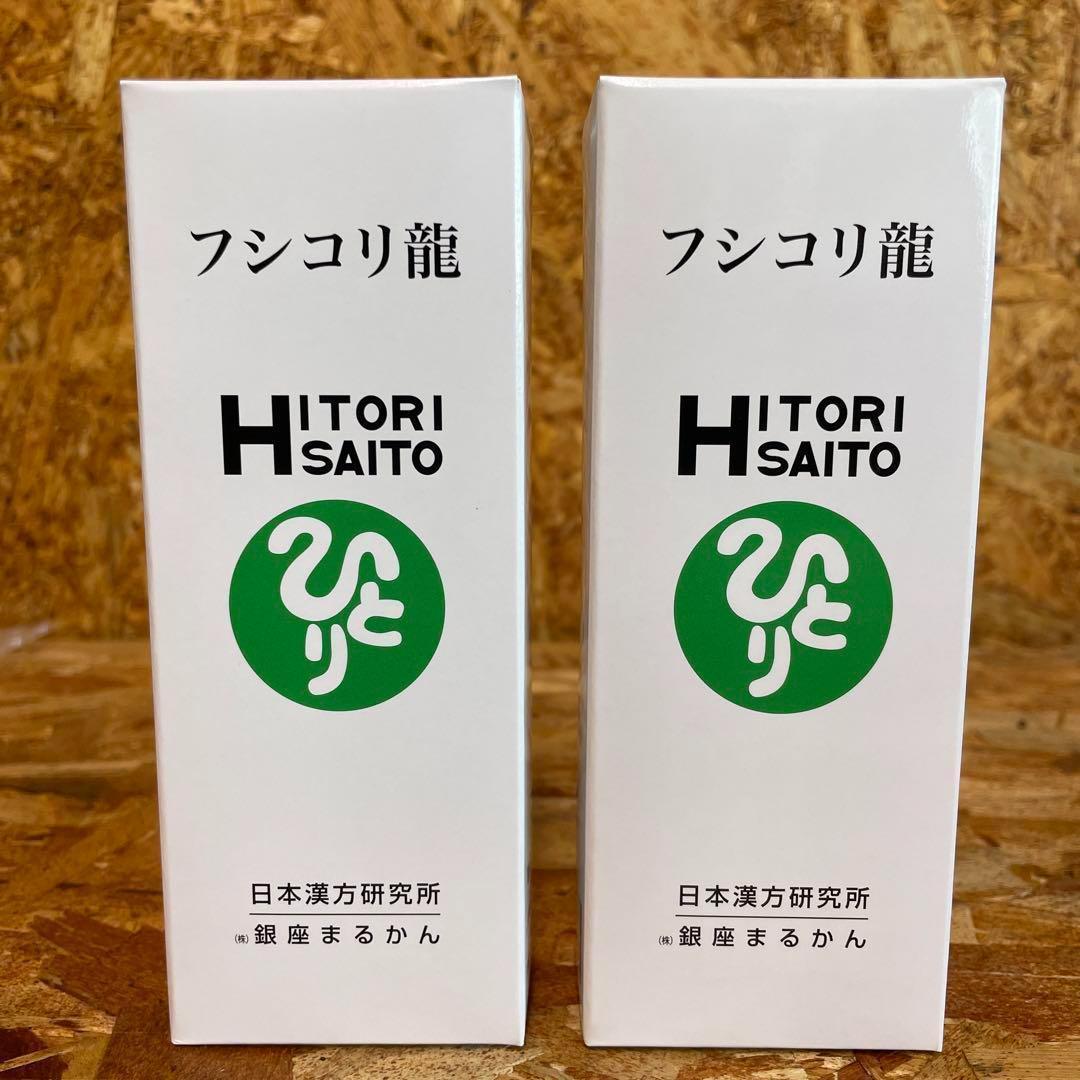 フシコリ龍
HITORI
SAITO
ひとり
日本漢方研究所
㈱銀座まるかん
フシコリ龍
HITORI
SAITO
ひとり
日本漢方研究所
㈱銀座まるかん